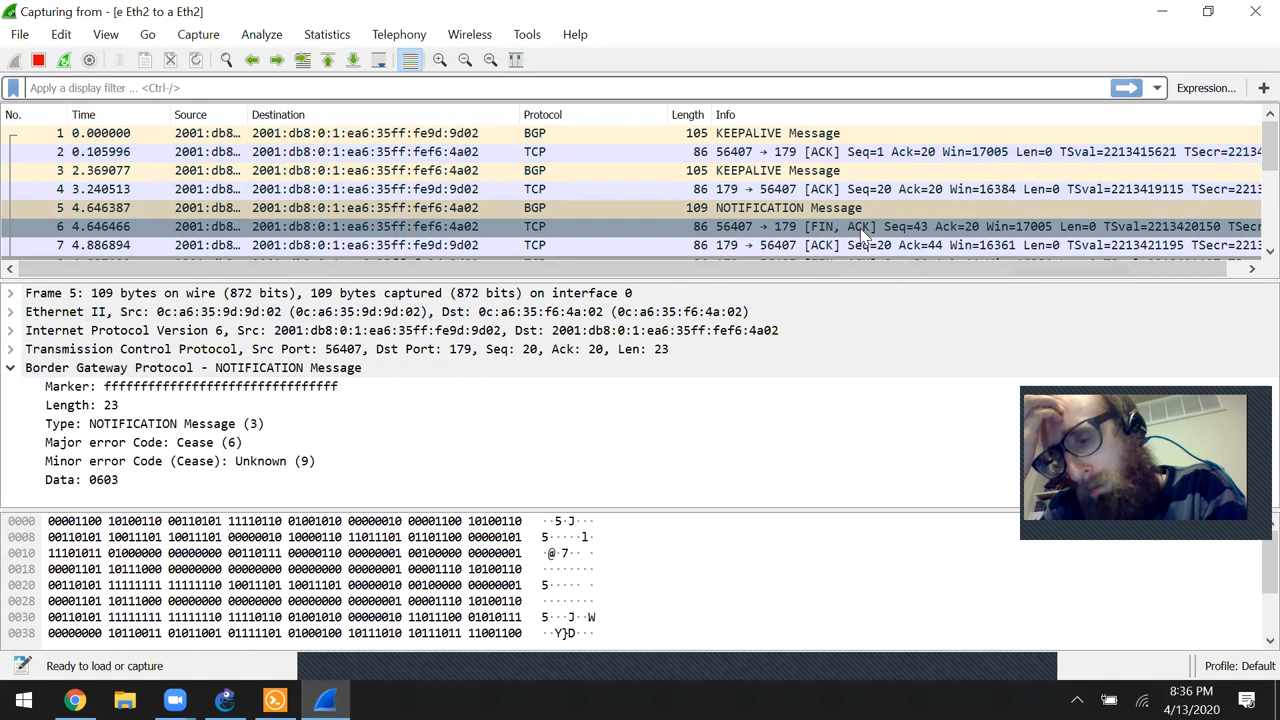 Capturing from - [e Eth2 to a Eth2]
File Edit View Go Capture Analyze Statistics Telephony Wireless Tools Help
Apply a display filter ... <Ctrl-/> Expression... +
No. Time Source Destination Protocol Length Info
1 0.000000 2001:db8… 2001:db8:0:1:ea6:35ff:fe9d:9d02 BGP 105 KEEPALIVE Message
2 0.105996 2001:db8… 2001:db8:0:1:ea6:35ff:fef6:4a02 TCP 86 56407 → 179 [ACK] Seq=1 Ack=20 Win=17005 Len=0 TSval=2213415621 TSecr=22134
3 2.369077 2001:db8… 2001:db8:0:1:ea6:35ff:fef6:4a02 BGP 105 KEEPALIVE Message
4 3.240513 2001:db8… 2001:db8:0:1:ea6:35ff:fe9d:9d02 TCP 86 179 → 56407 [ACK] Seq=20 Ack=20 Win=16384 Len=0 TSval=2213419115 TSecr=2213
5 4.646387 2001:db8… 2001:db8:0:1:ea6:35ff:fef6:4a02 BGP 109 NOTIFICATION Message
6 4.646466 2001:db8… 2001:db8:0:1:ea6:35ff:fef6:4a02 TCP 86 56407 → 179 [FIN, ACK] Seq=43 Ack=20 Win=17005 Len=0 TSval=2213420150 TSecr
7 4.886894 2001:db8… 2001:db8:0:1:ea6:35ff:fe9d:9d02 TCP 86 179 → 56407 [ACK] Seq=20 Ack=44 Win=16361 Len=0 TSval=2213421195 TSecr=2213
Frame 5: 109 bytes on wire (872 bits), 109 bytes captured (872 bits) on interface 0
Ethernet II, Src: 0c:a6:35:9d:9d:02 (0c:a6:35:9d:9d:02), Dst: 0c:a6:35:f6:4a:02 (0c:a6:35:f6:4a:02)
Internet Protocol Version 6, Src: 2001:db8:0:1:ea6:35ff:fe9d:9d02, Dst: 2001:db8:0:1:ea6:35ff:fef6:4a02
Transmission Control Protocol, Src Port: 56407, Dst Port: 179, Seq: 20, Ack: 20, Len: 23
Border Gateway Protocol - NOTIFICATION Message
Marker: ffffffffffffffffffffffffffffffff
Length: 23
Type: NOTIFICATION Message (3)
Major error Code: Cease (6)
Minor error Code (Cease): Unknown (9)
Data: 0603
0000 00001100 10100110 00110101 11110110 01001010 00000010 00001100 10100110 ··5·J···
0008 00110101 10011101 10011101 00000010 10000110 11011101 01101100 00000101 5·····l·
0010 11101011 01000000 00000000 00110111 00000110 00000001 00100000 00000001 ·@·7·· ·
0018 00001101 10111000 00000000 00000000 00000000 00000001 00001110 10100110 ········
0020 00110101 11111111 11111110 10011101 10011101 00000010 00100000 00000001 5····· ·
0028 00001101 10111000 00000000 00000000 00000000 00000001 00001110 10100110 ········
0030 00110101 11111111 11111110 11110110 01001010 00000010 11011100 01010111 5···J··W
0038 00000000 10110011 01011001 01111101 01000100 10111010 10111011 11001100 ··Y}D···
Ready to load or capture Profile: Default
8:36 PM
4/13/2020